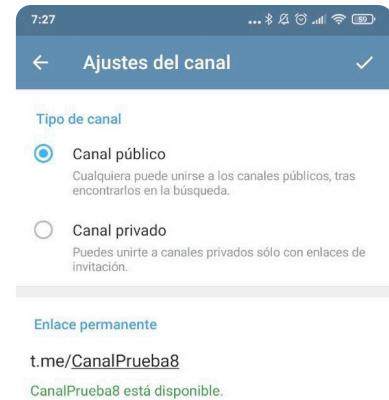 7:27
59
Ajustes del canal
Tipo de canal
Canal público
Cualquiera puede unirse a los canales públicos, tras
encontrarlos en la búsqueda.
Canal privado
Puedes unirte a canales privados sólo con enlaces de
invitación.
Enlace permanente
t.me/CanalPrueba8
CanalPrueba8 está disponible.